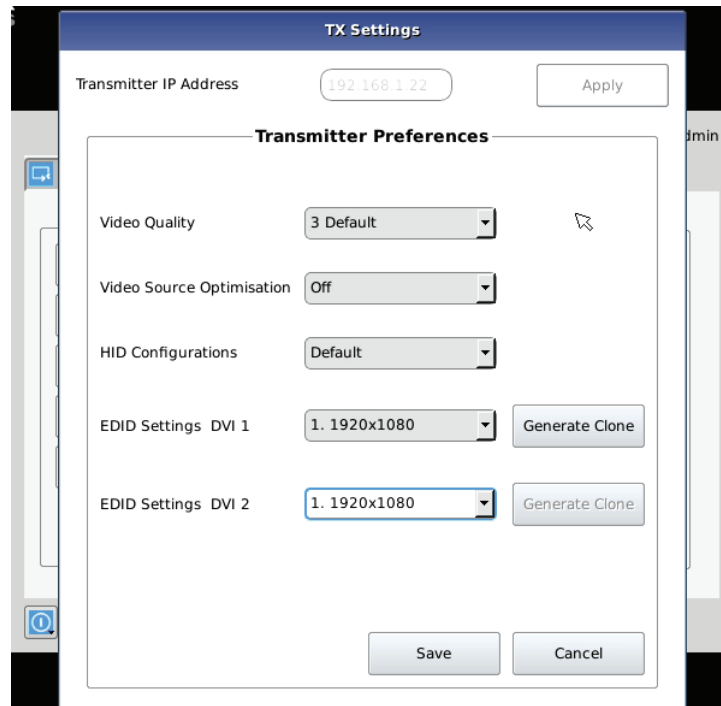 TX Settings
Transmitter IP Address 192.168.1.22 Apply
dmin
Transmitter Preferences
Video Quality 3 Default
Video Source Optimisation Off
HID Configurations Default
EDID Settings DVI 1 1. 1920x1080 Generate Clone
EDID Settings DVI 2 1. 1920x1080 Generate Clone
Save Cancel